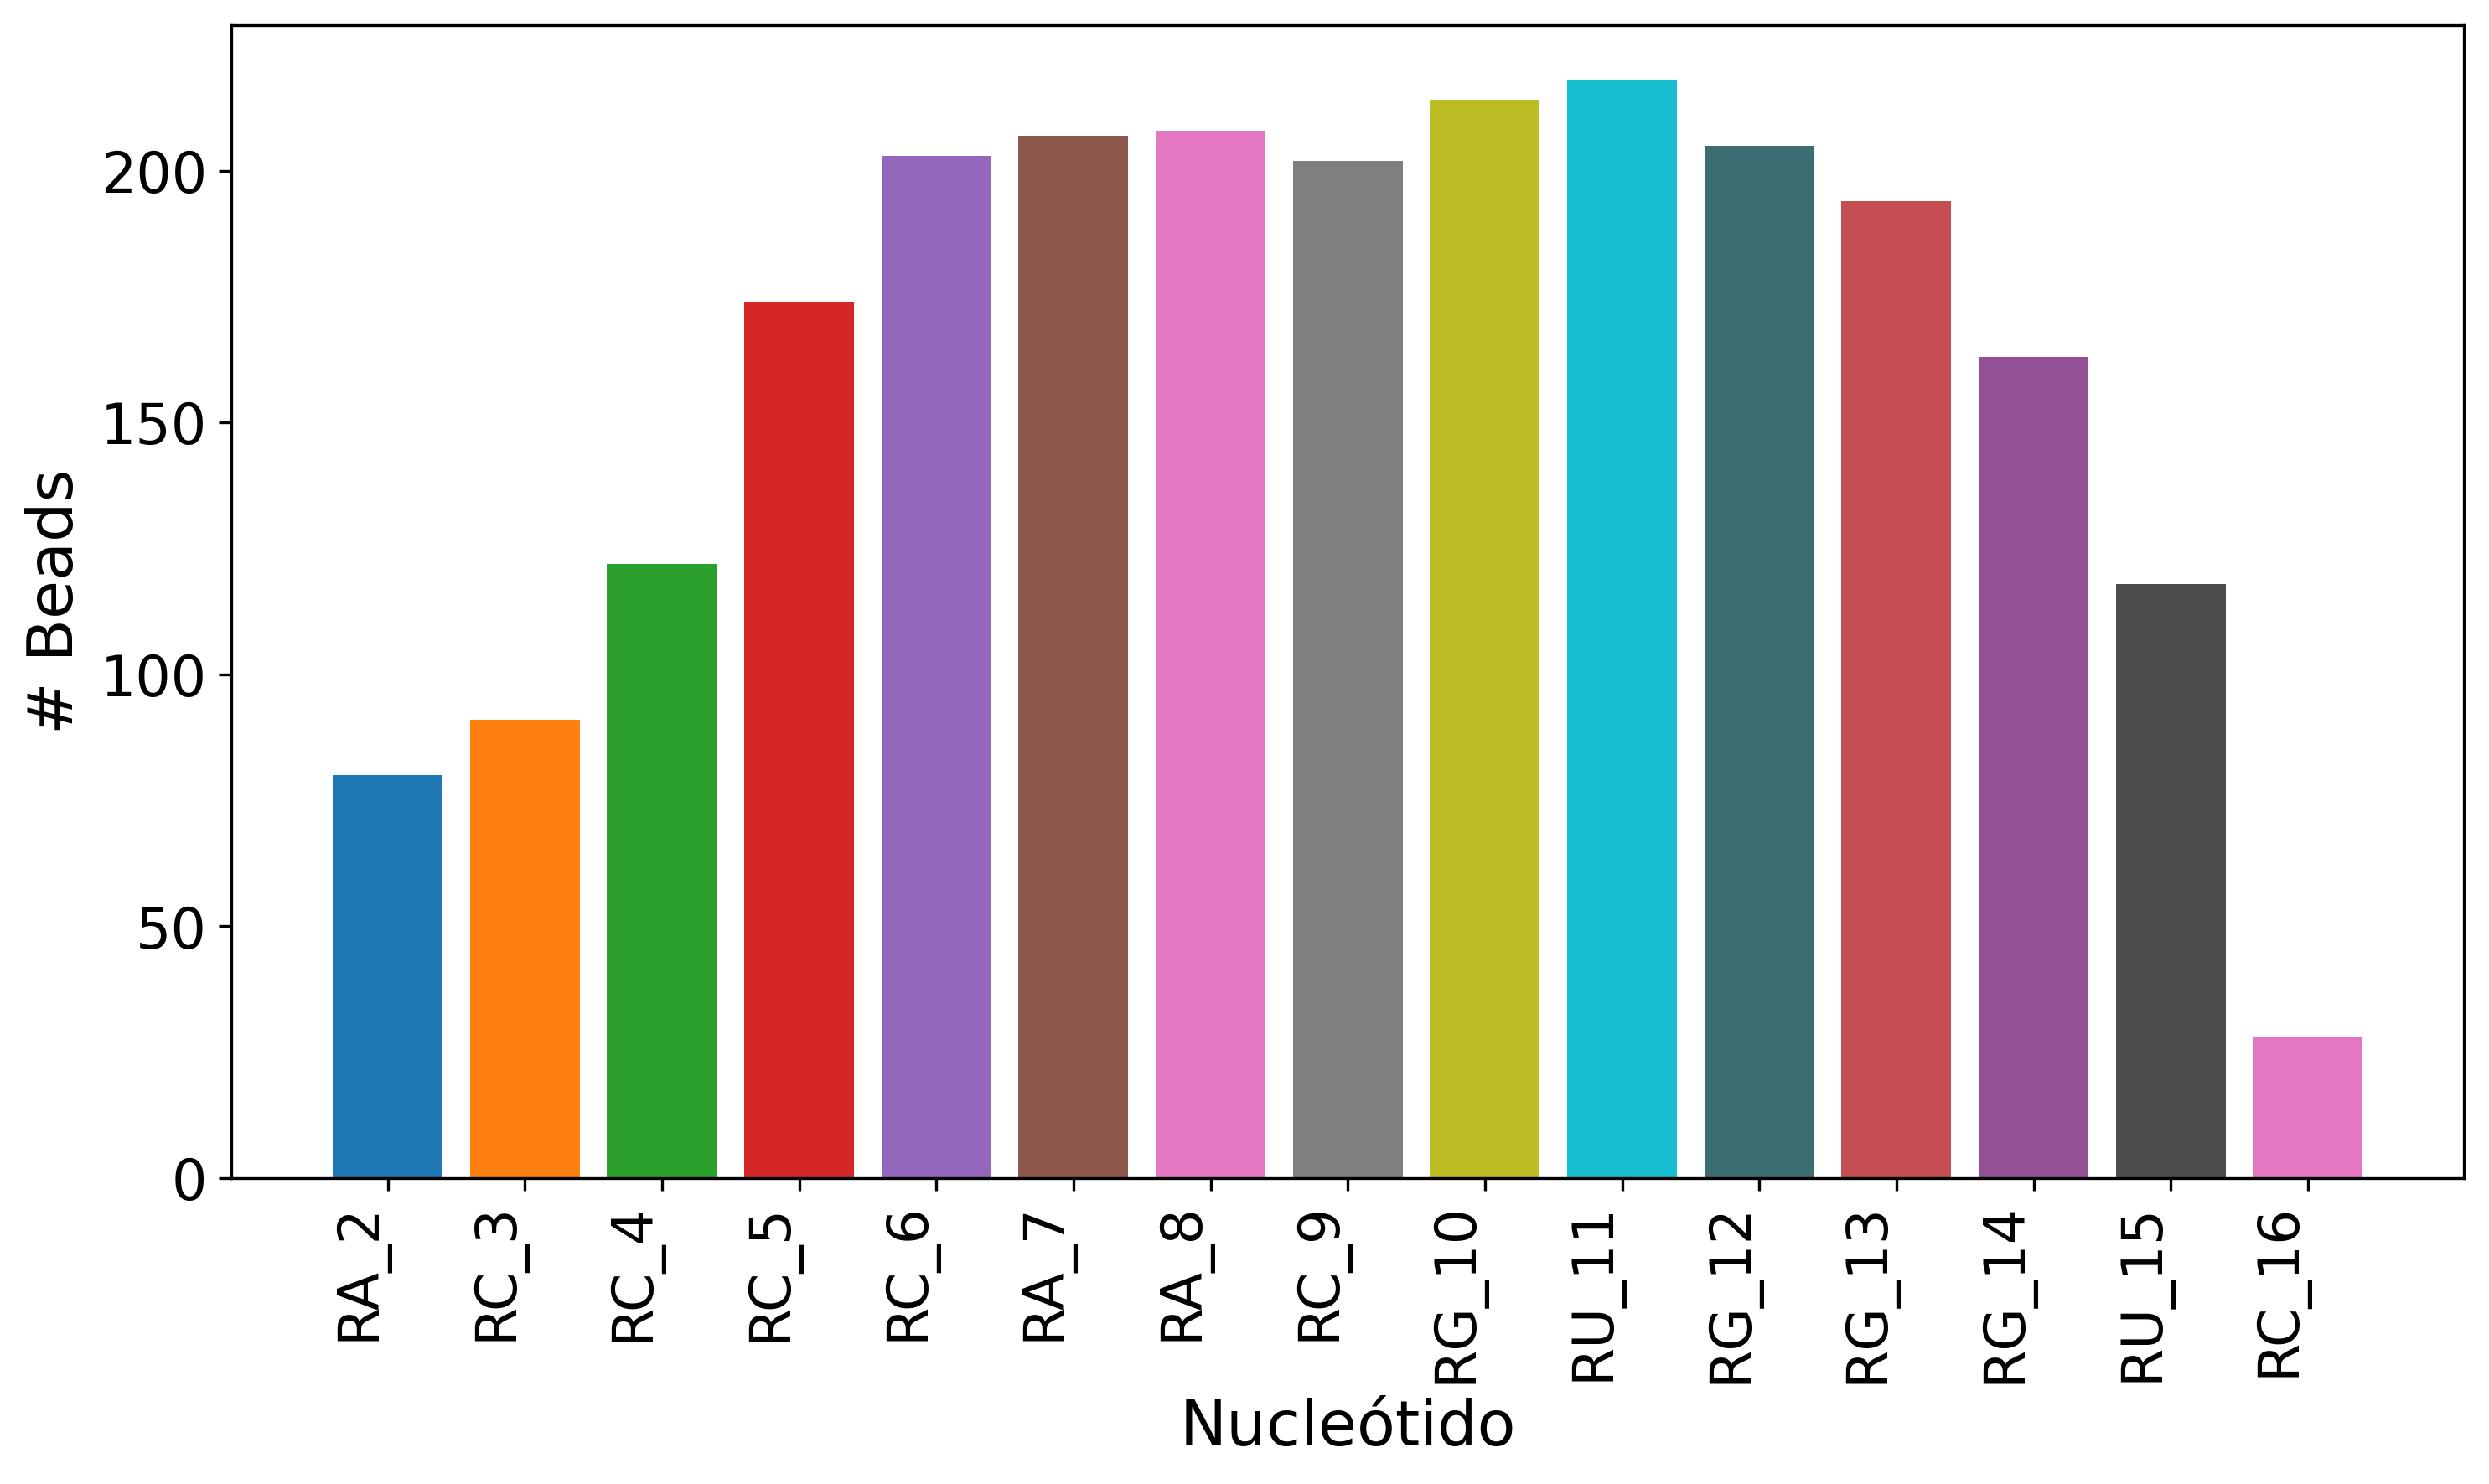 # Beads
200
150
100
50
0
RA_2
RC_3
RC_4
RC_5
RC_6
RA_7
RA_8
RC_9
RG_10
RU_11
RG_12
RG_13
RG_14
RU_15
RC_16
Nucleótido